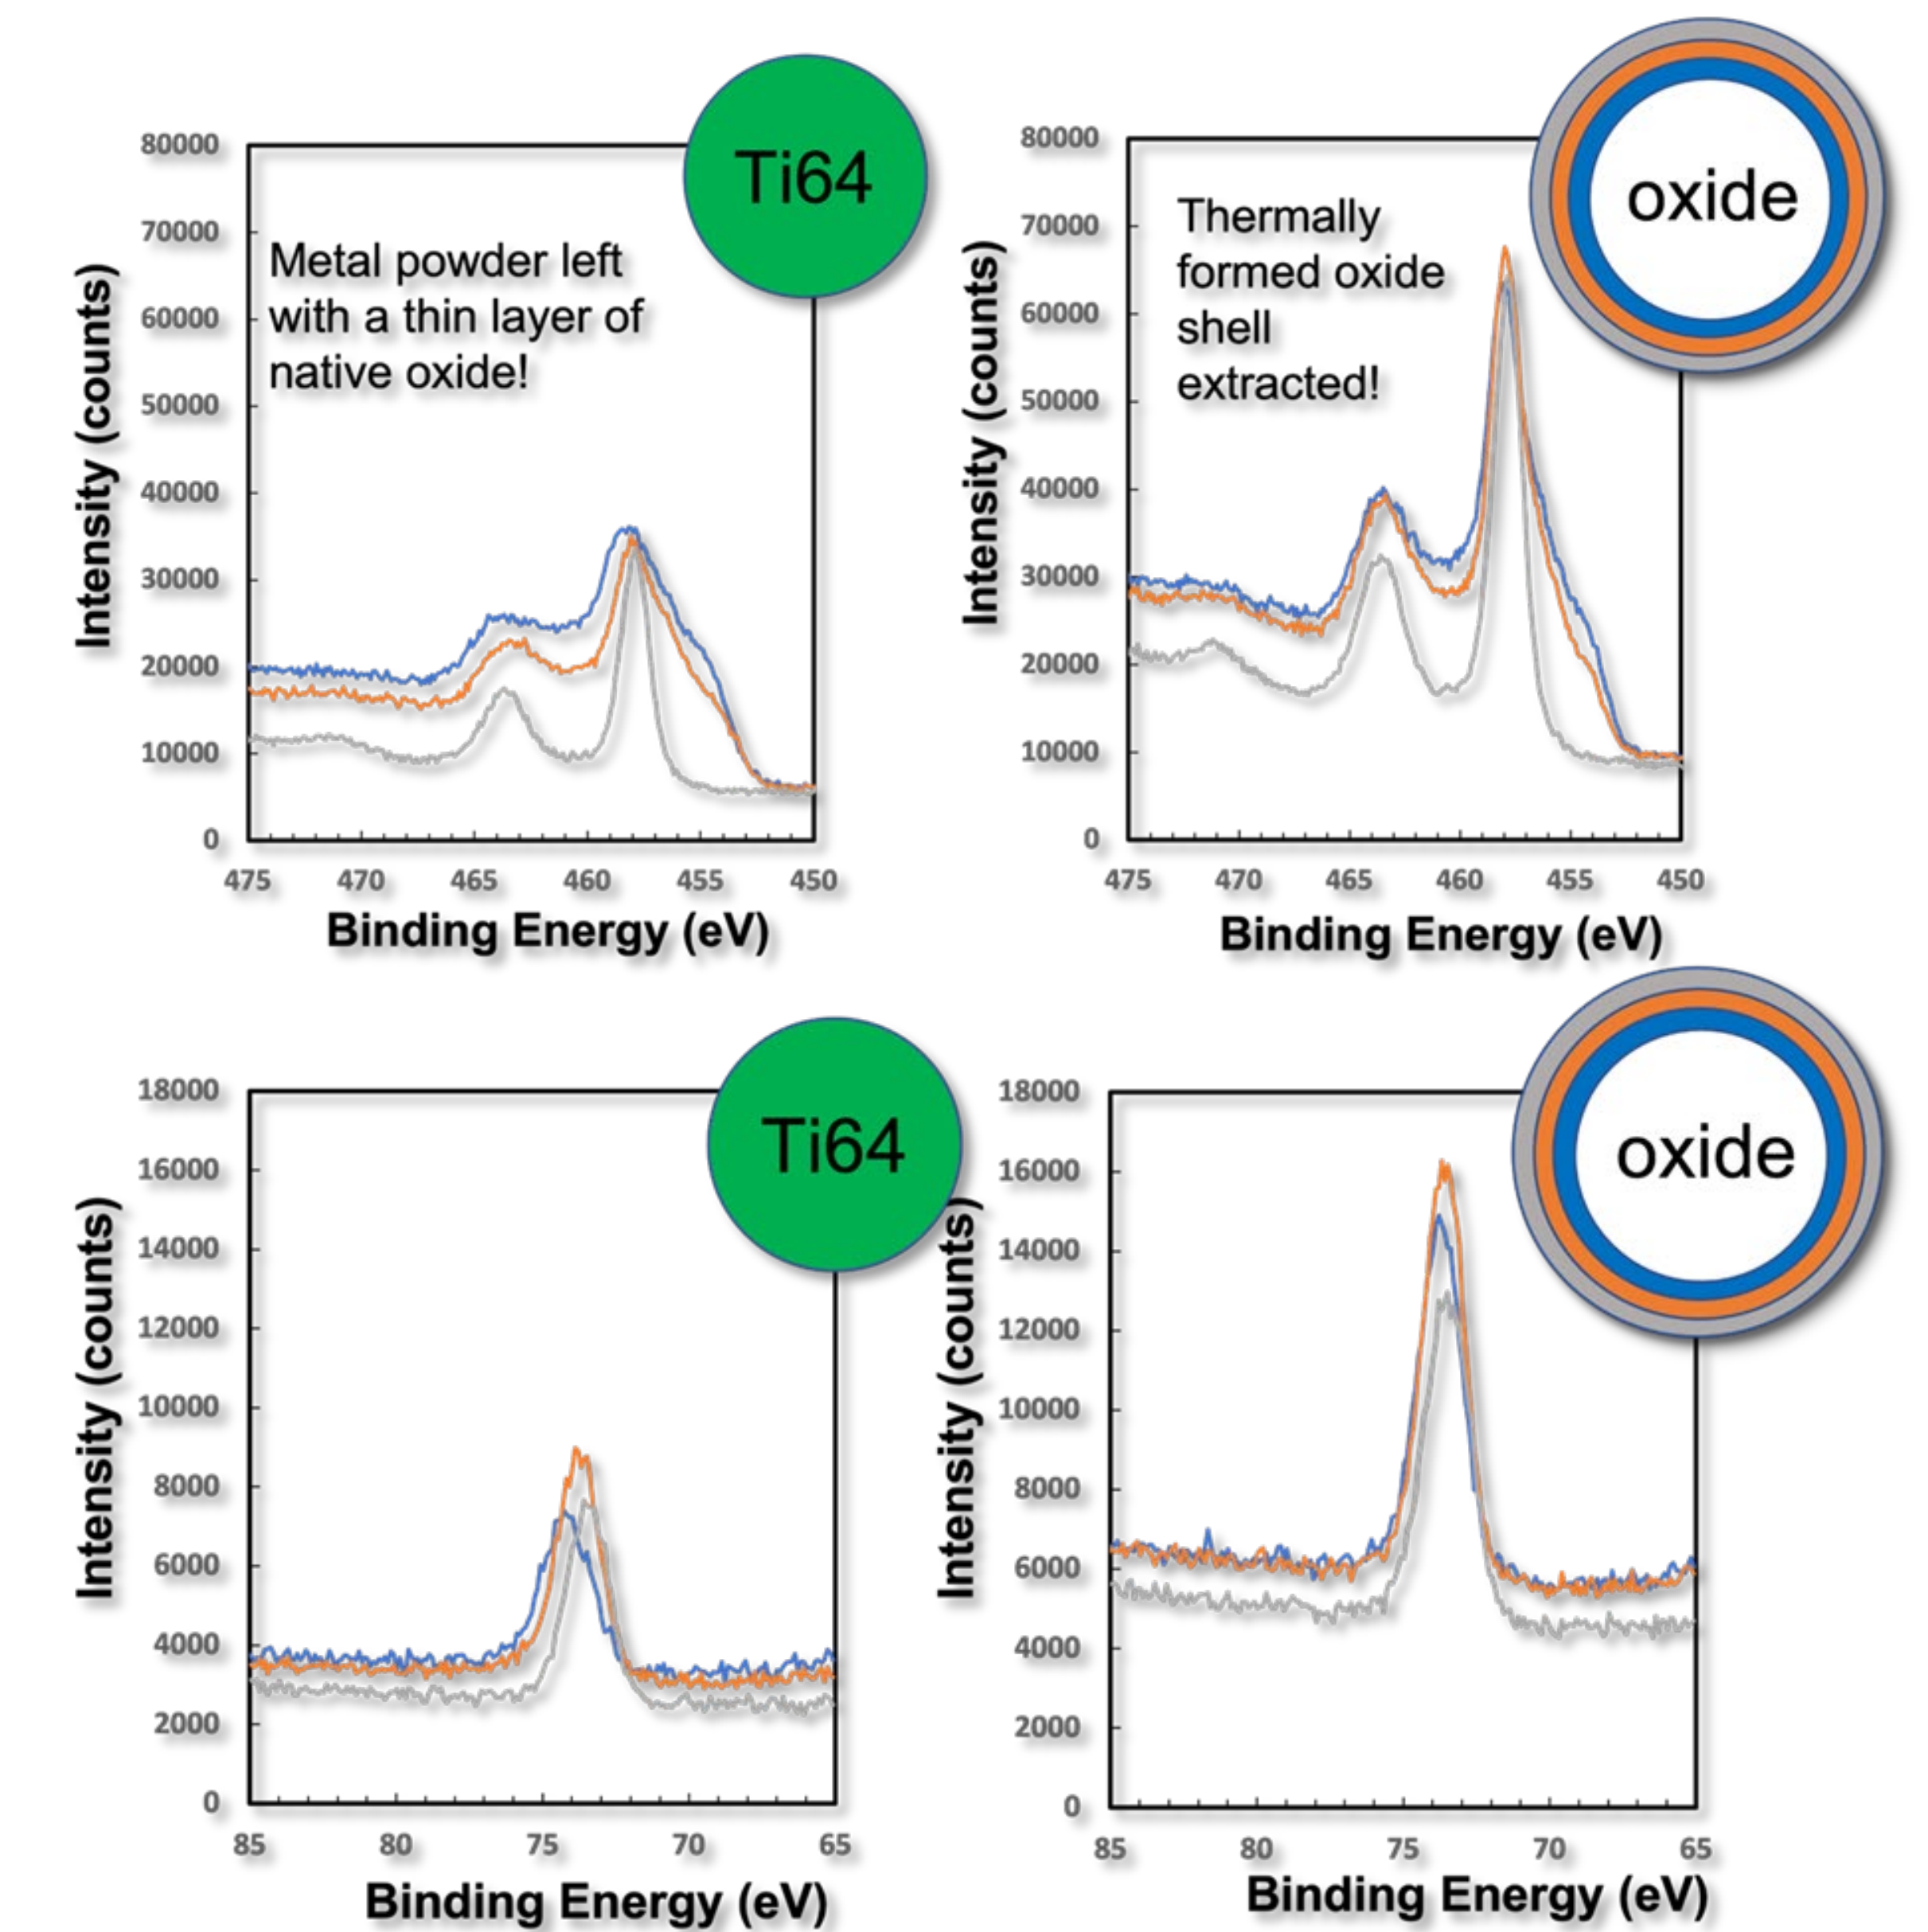 Ti64
Metal powder left
with a thin layer of
native oxide!
Intensity (counts)
80000
70000
60000
50000
40000
30000
20000
10000
0
475 470 465 460 455 450
Binding Energy (eV)
oxide
Thermally
formed oxide
shell
extracted!
Intensity (counts)
80000
70000
60000
50000
40000
30000
20000
10000
0
475 470 465 460 455 450
Binding Energy (eV)
Ti64
Intensity (counts)
18000
16000
14000
12000
10000
8000
6000
4000
2000
0
85 80 75 70 65
Binding Energy (eV)
oxide
Intensity (counts)
18000
16000
14000
12000
10000
8000
6000
4000
2000
0
85 80 75 70 65
Binding Energy (eV)